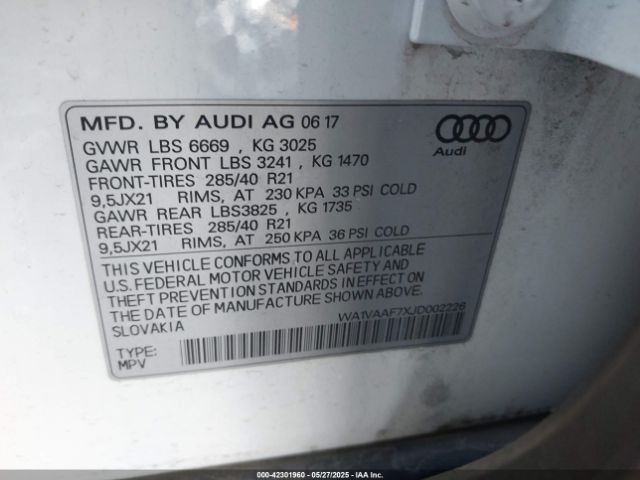 MFD. BY AUDI AG 06 17
GVWR LBS 6669 , KG 3025
GAWR FRONT LBS 3241 , KG 1470
FRONT-TIRES 285/40 R21
9,5JX21 RIMS, AT 230 KPA 33 PSI COLD
GAWR REAR LBS3825 , KG 1735
REAR-TIRES 285/40 R21
9,5JX21 RIMS, AT 250 KPA 36 PSI COLD
Audi
THIS VEHICLE CONFORMS TO ALL APPLICABLE
U.S. FEDERAL MOTOR VEHICLE SAFETY AND
THEFT PREVENTION STANDARDS IN EFFECT ON
THE DATE OF MANUFACTURE SHOWN ABOVE.
SLOVAKIA
WA1VAAF7XJD002226
TYPE:
MPV
000-42301960 - 05/27/2025 - IAA Inc.